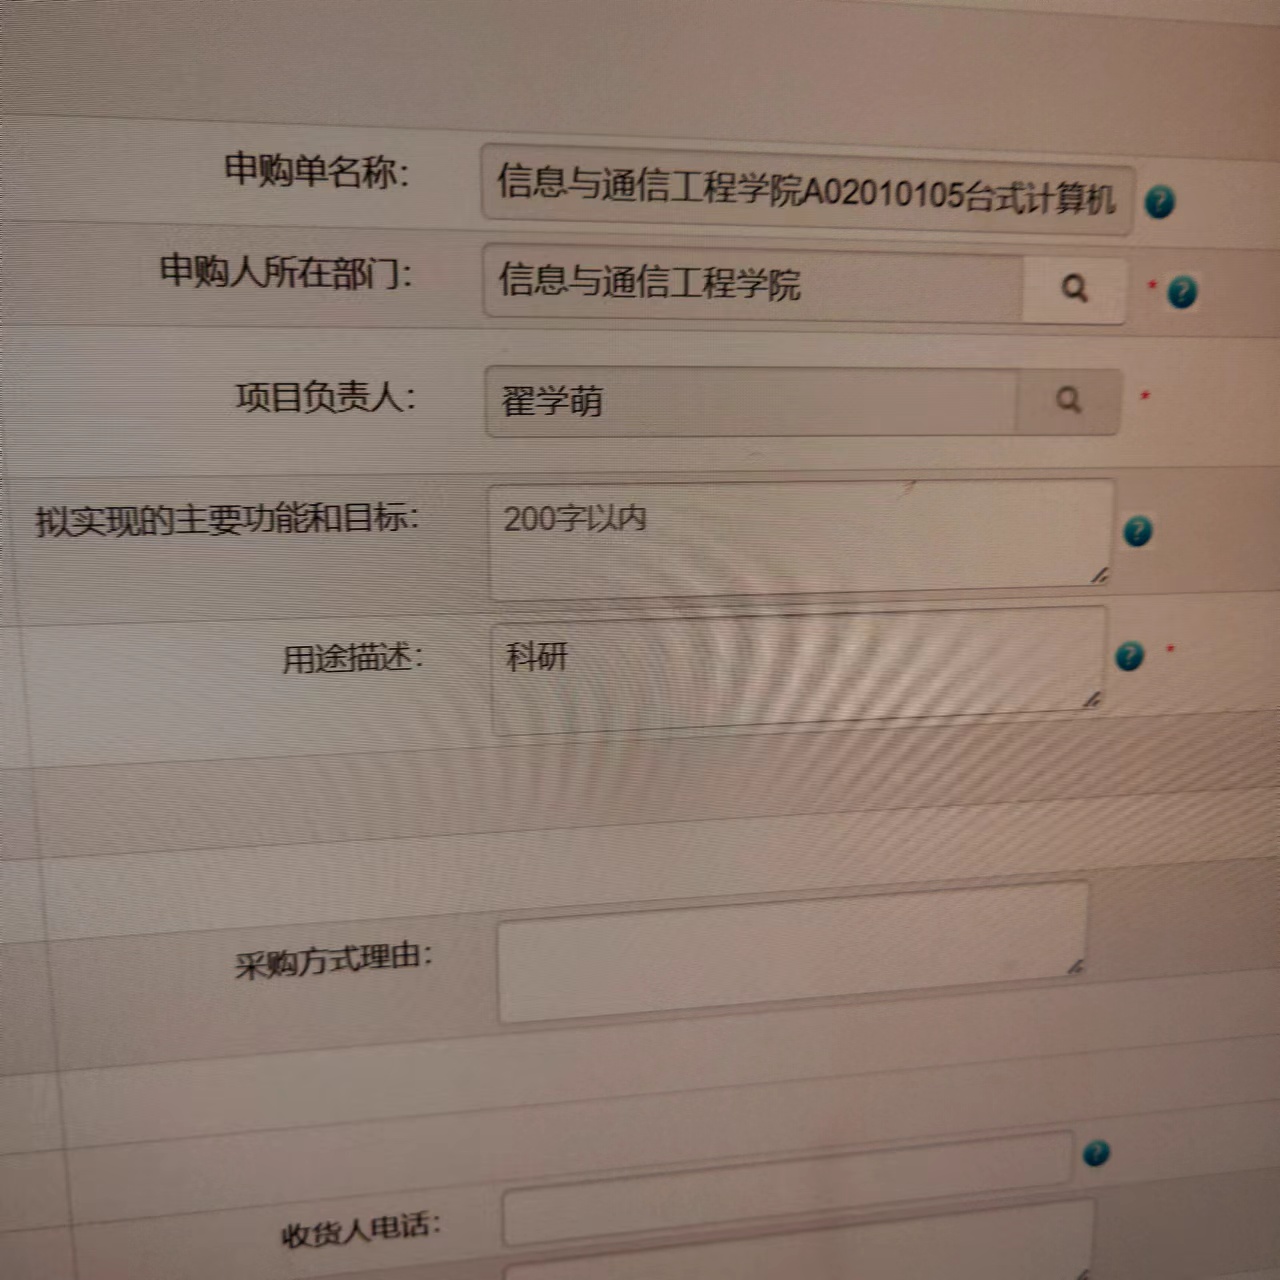 申购单名称：
信息与通信工程学院A02010105台式计算机
申购人所在部门：
信息与通信工程学院
*
项目负责人：
翟学萌
*
拟实现的主要功能和目标：
200字以内
用途描述：
科研
*
采购方式理由：
收货人电话：